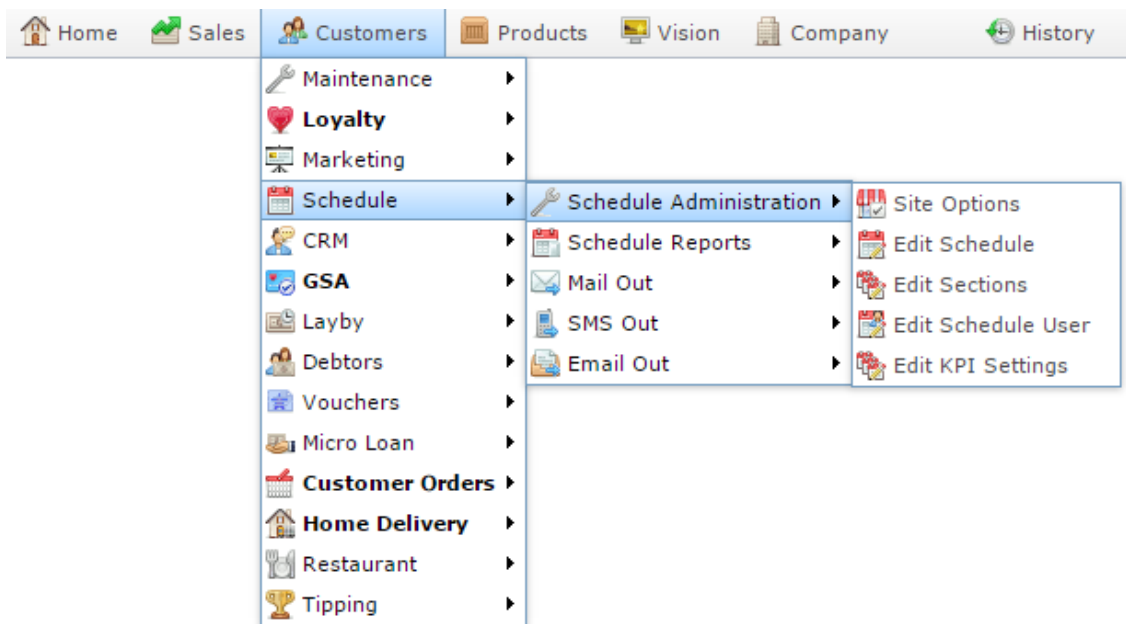 Home Sales Customers Products Vision Company History
Maintenance
Loyalty
Marketing
Schedule
CRM
GSA
Layby
Debtors
Vouchers
Micro Loan
Customer Orders
Home Delivery
Restaurant
Tipping
Schedule Administration
Schedule Reports
Mail Out
SMS Out
Email Out
Site Options
Edit Schedule
Edit Sections
Edit Schedule User
Edit KPI Settings